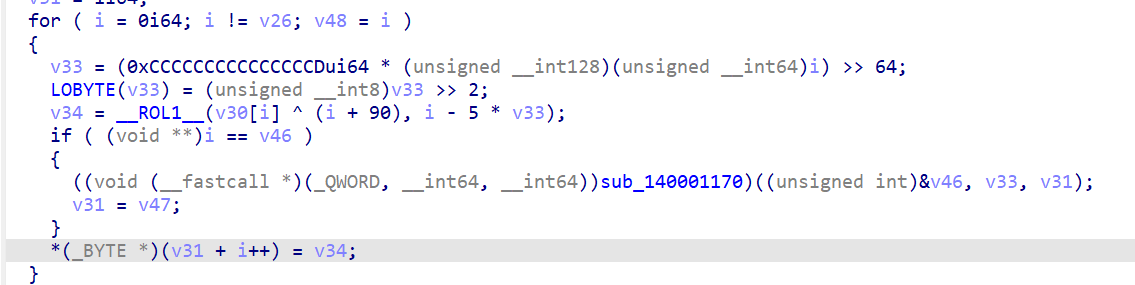 for ( i = 0i64; i != v26; v48 = i )
{
v33 = (0xCCCCCCCCCCCCCCCDui64 * (unsigned __int128)(unsigned __int64)i) >> 64;
LOBYTE(v33) = (unsigned __int8)v33 >> 2;
v34 = __ROL1__(v30[i] ^ (i + 90), i - 5 * v33);
if ( (void **)i == v46 )
{
((void (__fastcall *)(_QWORD, __int64, __int64))sub_140001170)((unsigned int)&v46, v33, v31);
v31 = v47;
}
*(_BYTE *)(v31 + i++) = v34;
}